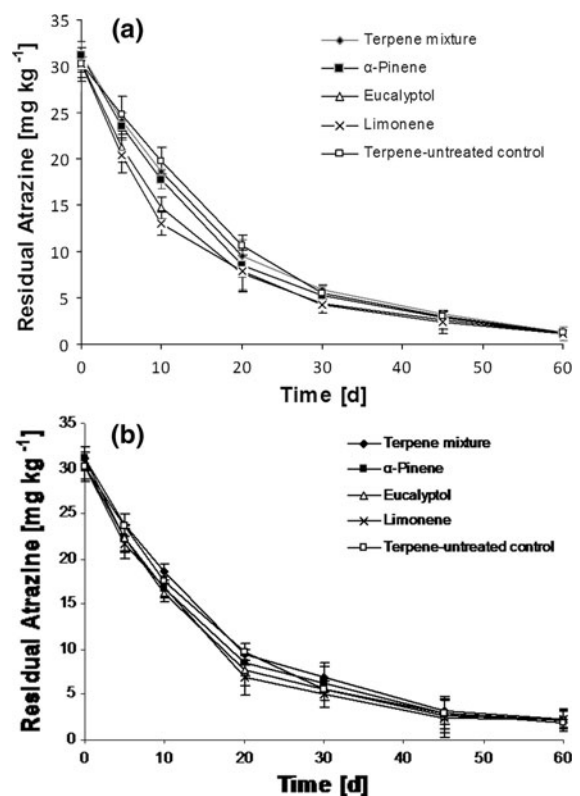 (a)
Terpene mixture
α-Pinene
Eucalyptol
Limonene
Terpene-untreated control
Residual Atrazine [mg kg -1]
35
30
25
20
15
10
5
0
0 10 20 30 40 50 60
Time [d]
(b)
Terpene mixture
α-Pinene
Eucalyptol
Limonene
Terpene-untreated control
Residual Atrazine [mg kg -1]
35
30
25
20
15
10
5
0
0 10 20 30 40 50 60
Time [d]